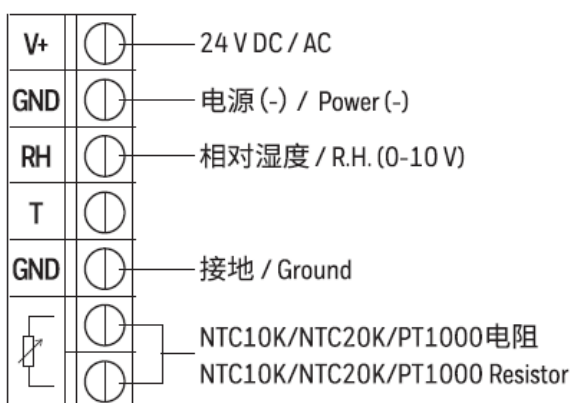 V+ 24 V DC / AC
GND 电源 (-) / Power (-)
RH 相对湿度 / R.H. (0-10 V)
T
GND 接地 / Ground
NTC10K/NTC20K/PT1000电阻
NTC10K/NTC20K/PT1000 Resistor